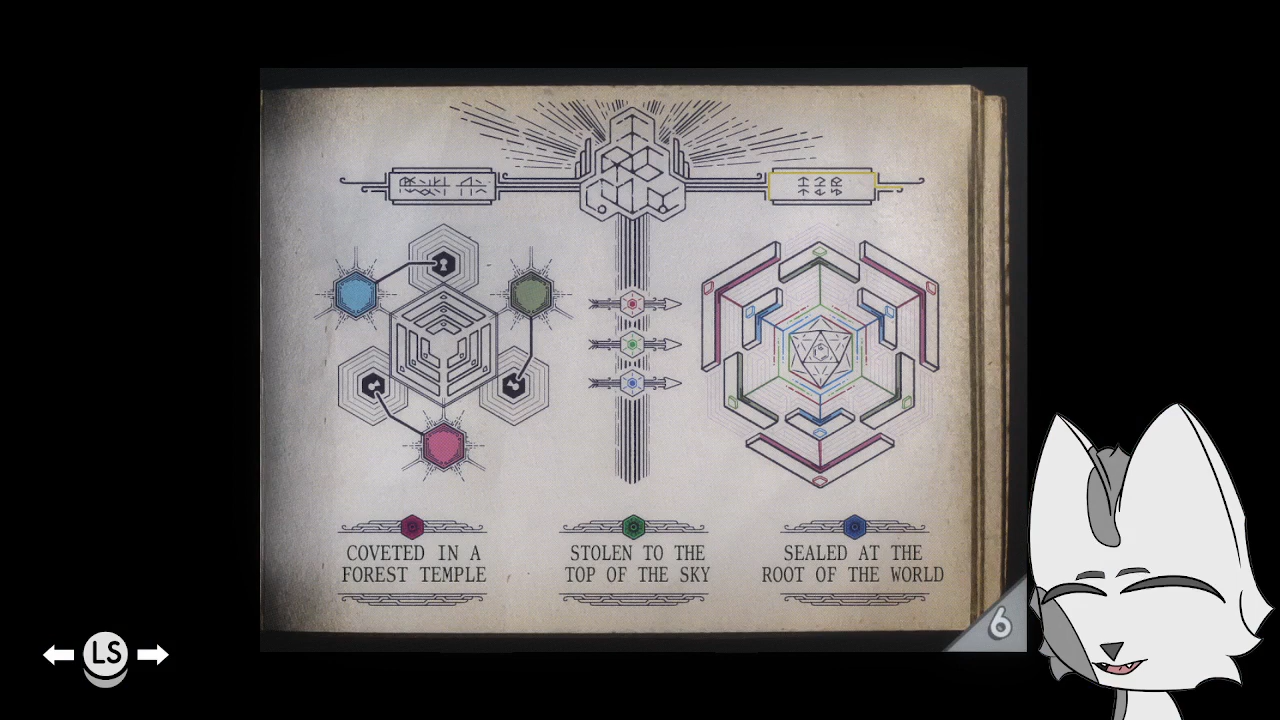 COVETED IN A
FOREST TEMPLE
STOLEN TO THE
TOP OF THE SKY
SEALED AT THE
ROOT OF THE WORLD
6
LS